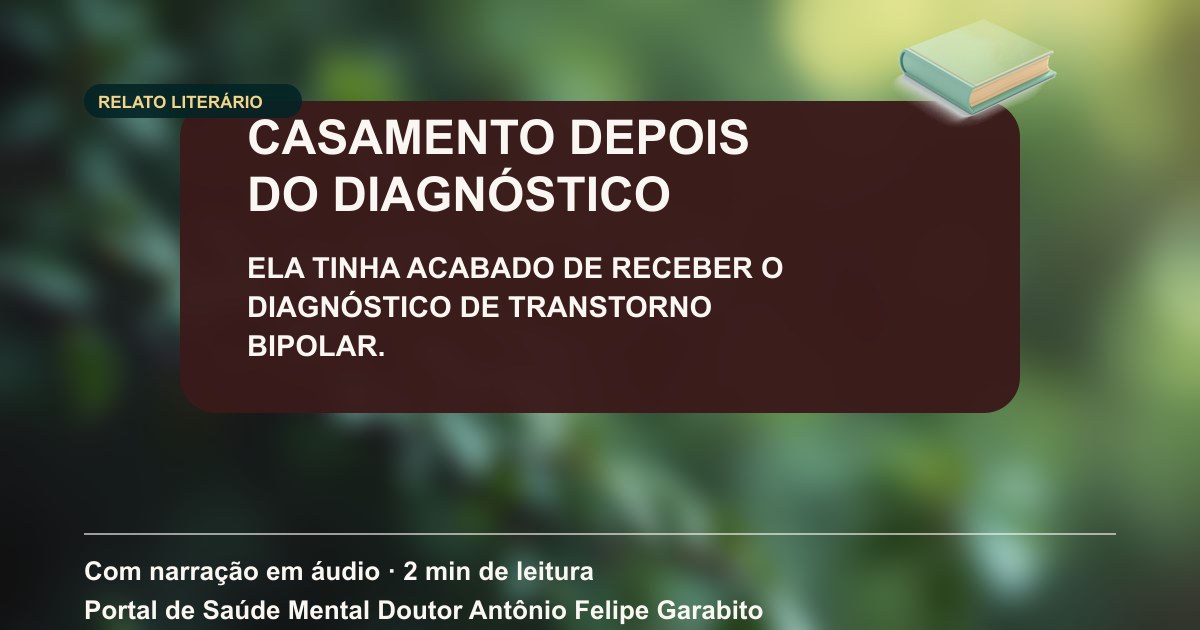 RELATO LITERÁRIO
CASAMENTO DEPOIS
DO DIAGNÓSTICO
ELA TINHA ACABADO DE RECEBER O
DIAGNÓSTICO DE TRANSTORNO
BIPOLAR.
Com narração em áudio · 2 min de leitura
Portal de Saúde Mental Doutor Antônio Felipe Garabito